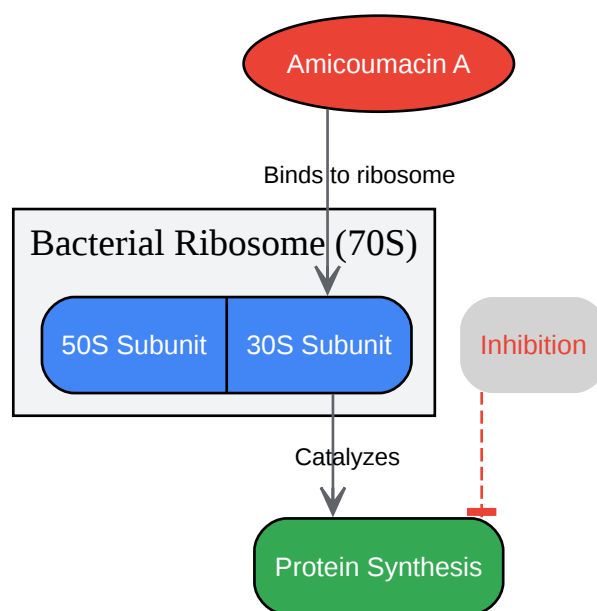 Amicoumacin A
Binds to ribosome
Bacterial Ribosome (70S)
50S Subunit
30S Subunit
Inhibition
Catalyzes
Protein Synthesis